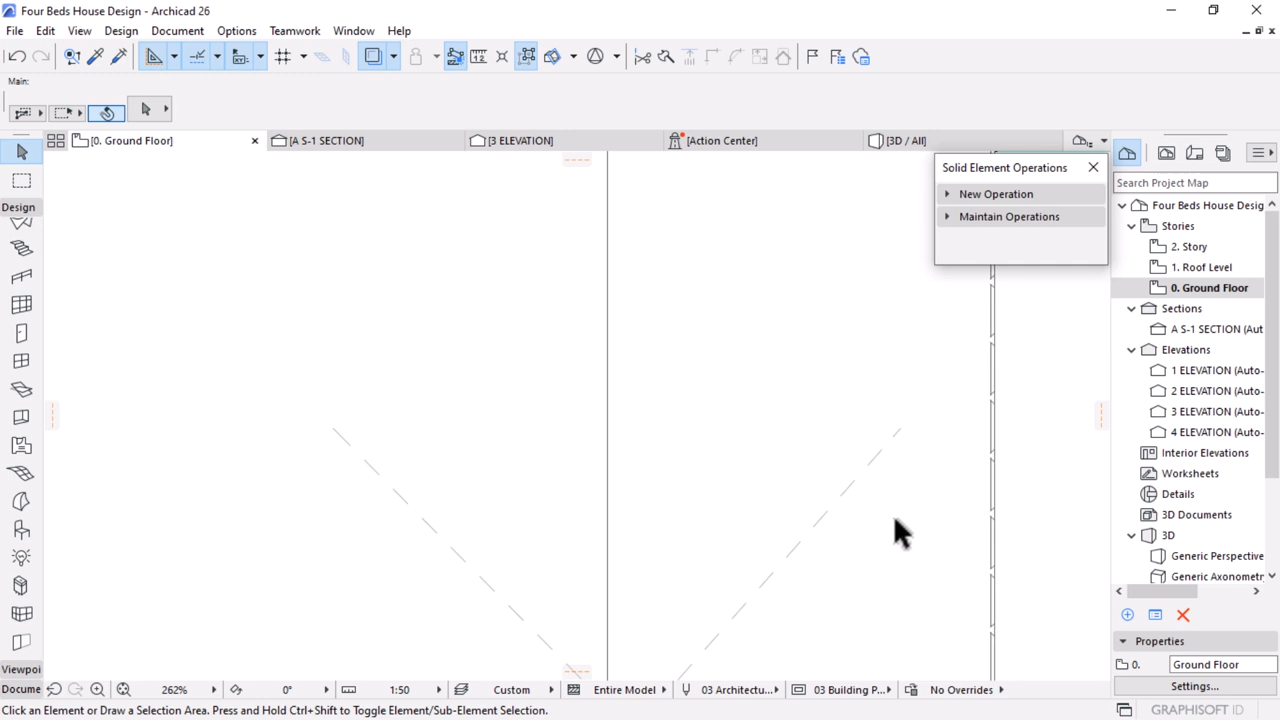 Four Beds House Design - Archicad 26
File Edit View Design Document Options Teamwork Window Help
Main:
[0. Ground Floor]
[A S-1 SECTION]
[3 ELEVATION]
[Action Center]
[3D / All]
Solid Element Operations
New Operation
Maintain Operations
Search Project Map
Four Beds House Desig
Stories
2. Story
1. Roof Level
0. Ground Floor
Sections
A S-1 SECTION (Aut
Elevations
1 ELEVATION (Auto-
2 ELEVATION (Auto-
3 ELEVATION (Auto-
4 ELEVATION (Auto-
Interior Elevations
Worksheets
Details
3D Documents
3D
Generic Perspective
Generic Axonometr
Properties
0.
Ground Floor
Settings...
Design
Viewpoi
Docume
262%
0°
1:50
Custom
Entire Model
03 Architectu...
03 Building P...
No Overrides
Click an Element or Draw a Selection Area. Press and Hold Ctrl+Shift to Toggle Element/Sub-Element Selection.
GRAPHISOFT ID